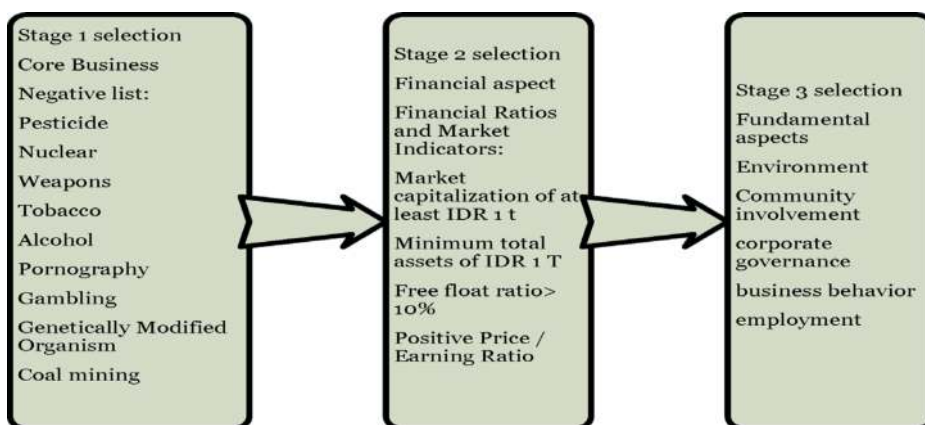 Stage 1 selection
Core Business
Negative list:
Pesticide
Nuclear
Weapons
Tobacco
Alcohol
Pornography
Gambling
Genetically Modified
Organism
Coal mining
Stage 2 selection
Financial aspect
Financial Ratios
and Market
Indicators:
Market
capitalization of at
least IDR 1 t
Minimum total
assets of IDR 1 T
Free float ratio>
10%
Positive Price /
Earning Ratio
Stage 3 selection
Fundamental
aspects
Environment
Community
involvement
corporate
governance
business behavior
employment